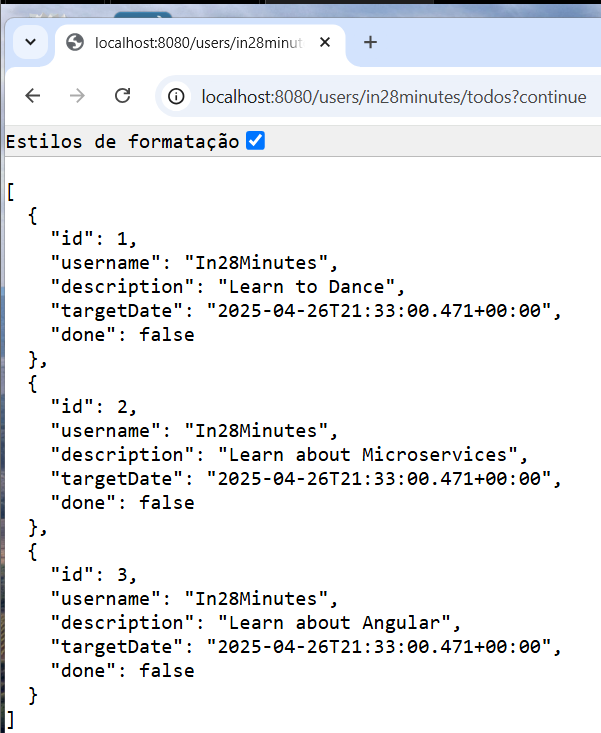 localhost:8080/users/in28minut
localhost:8080/users/in28minutes/todos?continue
Estilos de formatação
[
  {
    "id": 1,
    "username": "In28Minutes",
    "description": "Learn to Dance",
    "targetDate": "2025-04-26T21:33:00.471+00:00",
    "done": false
  },
  {
    "id": 2,
    "username": "In28Minutes",
    "description": "Learn about Microservices",
    "targetDate": "2025-04-26T21:33:00.471+00:00",
    "done": false
  },
  {
    "id": 3,
    "username": "In28Minutes",
    "description": "Learn about Angular",
    "targetDate": "2025-04-26T21:33:00.471+00:00",
    "done": false
  }
]